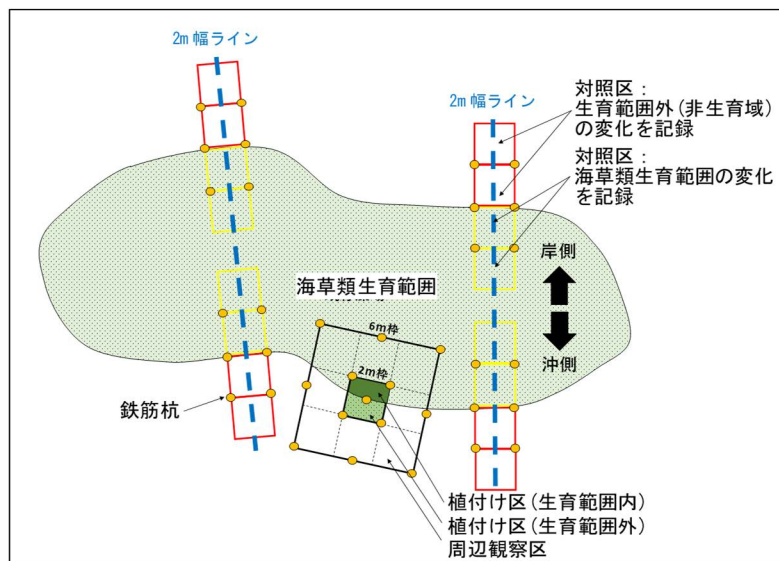 2m 幅ライン
2m 幅ライン
対照区：
生育範囲外（非生育域）
の変化を記録
対照区：
海草類生育範囲の変化
を記録
岸側
海草類生育範囲
6m枠
沖側
2m枠
鉄筋杭
植付け区（生育範囲内）
植付け区（生育範囲外）
周辺観察区